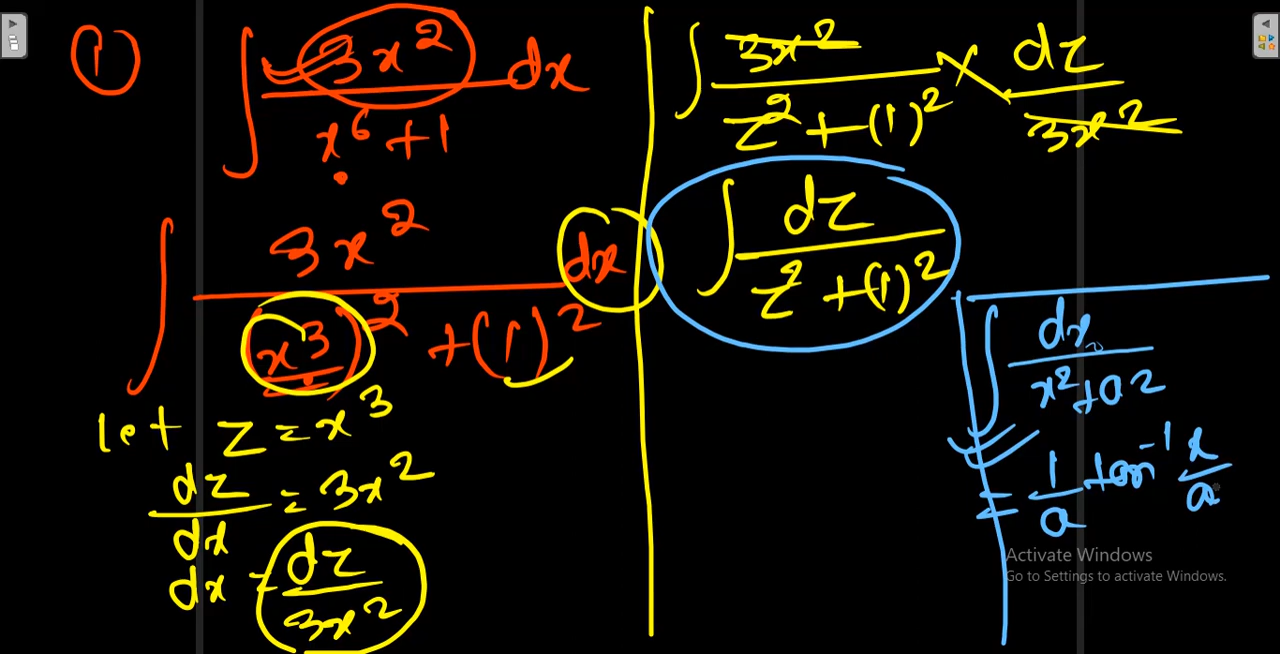 ① ∫ 3x² / x⁶ + 1 dx
∫ 3x² / (x³)² + (1)² dx
let z = x³
dz/dx = 3x²
dx = dz / 3x²
∫ 3x² / z² + (1)² × dz / 3x²
∫ dz / z² + (1)²
∫ dx / x² + a2
= 1/a tan⁻¹ x/a
Activate Windows
Go to Settings to activate Windows.